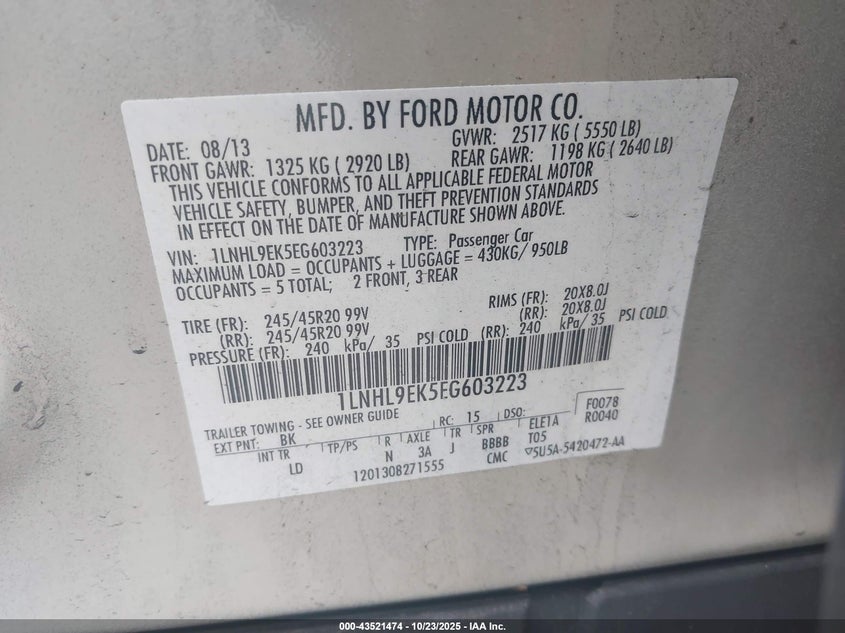 MFD. BY FORD MOTOR CO.
DATE: 08/13 GVWR: 2517 KG ( 5550 LB)
FRONT GAWR: 1325 KG ( 2920 LB) REAR GAWR: 1198 KG ( 2640 LB)
THIS VEHICLE CONFORMS TO ALL APPLICABLE FEDERAL MOTOR
VEHICLE SAFETY, BUMPER, AND THEFT PREVENTION STANDARDS
IN EFFECT ON THE DATE OF MANUFACTURE SHOWN ABOVE.
VIN: 1LNHL9EK5EG603223 TYPE: Passenger Car
MAXIMUM LOAD = OCCUPANTS + LUGGAGE = 430KG/ 950LB
OCCUPANTS = 5 TOTAL; 2 FRONT, 3 REAR
TIRE (FR): 245/45R20 99V RIMS (FR): 20X8.0J
(RR): 245/45R20 99V (RR): 20X8.0J
PRESSURE (FR): 240 kPa/ 35 PSI COLD (RR): 240 kPa/ 35 PSI COLD
1LNHL9EK5EG603223
TRAILER TOWING - SEE OWNER GUIDE F0078
EXT PNT: BK RC: 15 DSO: R0040
INT TR TP/PS R AXLE TR SPR ELE1A
LD N 3A J BBBB T05
1201308271555 CMC ▽5U5A-5420472-AA
000-43521474 | 10/23/2025 | IAA Inc.